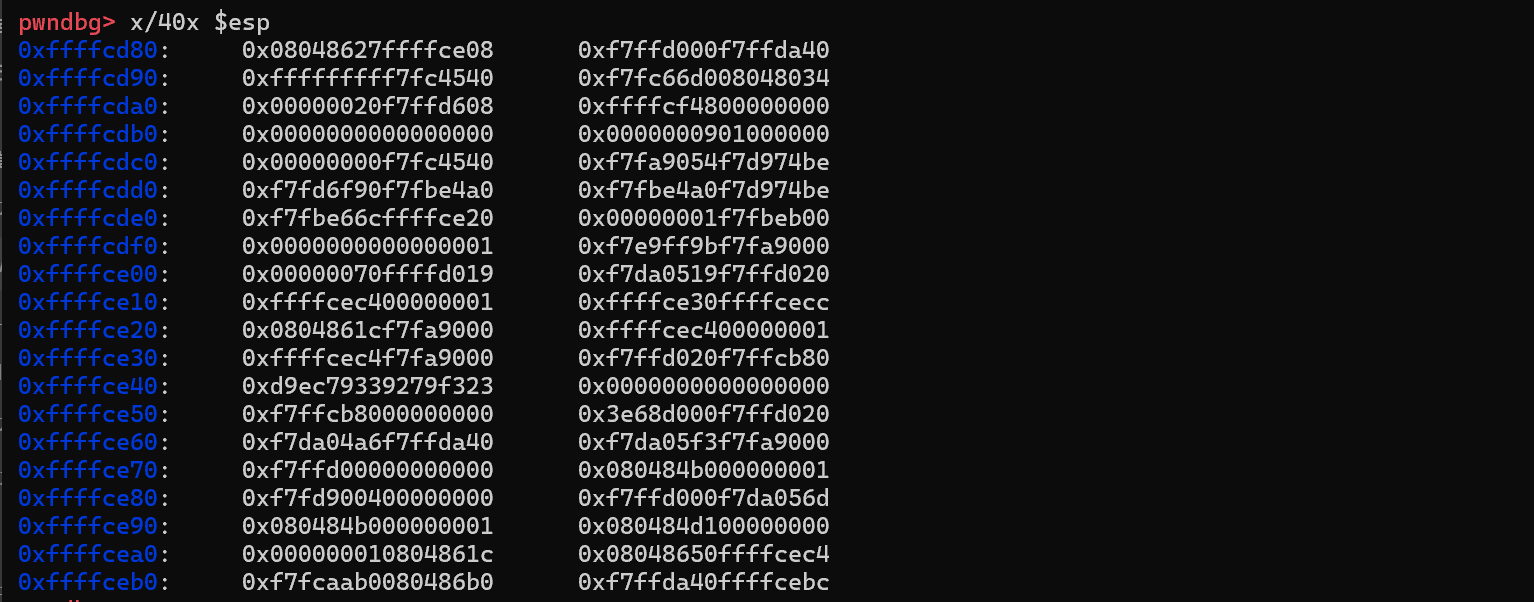 pwndbg> x/40x $esp
0xffffcd80: 0x08048627ffffce08 0xf7ffd000f7ffda40
0xffffcd90: 0xfffffffff7fc4540 0xf7fc66d008048034
0xffffcda0: 0x00000020f7ffd608 0xffffcf4800000000
0xffffcdb0: 0x0000000000000000 0x0000000901000000
0xffffcdc0: 0x00000000f7fc4540 0xf7fa9054f7d974be
0xffffcdd0: 0xf7fd6f90f7fbe4a0 0xf7fbe4a0f7d974be
0xffffcde0: 0xf7fbe66cffffce20 0x00000001f7fbeb00
0xffffcdf0: 0x0000000000000001 0xf7e9ff9bf7fa9000
0xffffce00: 0x00000070ffffd019 0xf7da0519f7ffd020
0xffffce10: 0xffffcec400000001 0xffffce30ffffcecc
0xffffce20: 0x0804861cf7fa9000 0xffffcec400000001
0xffffce30: 0xffffcec4f7fa9000 0xf7ffd020f7ffcb80
0xffffce40: 0xd9ec79339279f323 0x0000000000000000
0xffffce50: 0xf7ffcb8000000000 0x3e68d000f7ffd020
0xffffce60: 0xf7da04a6f7ffda40 0xf7da05f3f7fa9000
0xffffce70: 0xf7ffd00000000000 0x080484b000000001
0xffffce80: 0xf7fd900400000000 0xf7ffd000f7da056d
0xffffce90: 0x080484b000000001 0x080484d100000000
0xffffcea0: 0x000000010804861c 0x08048650ffffcec4
0xffffceb0: 0xf7fcaab0080486b0 0xf7ffda40ffffcebc